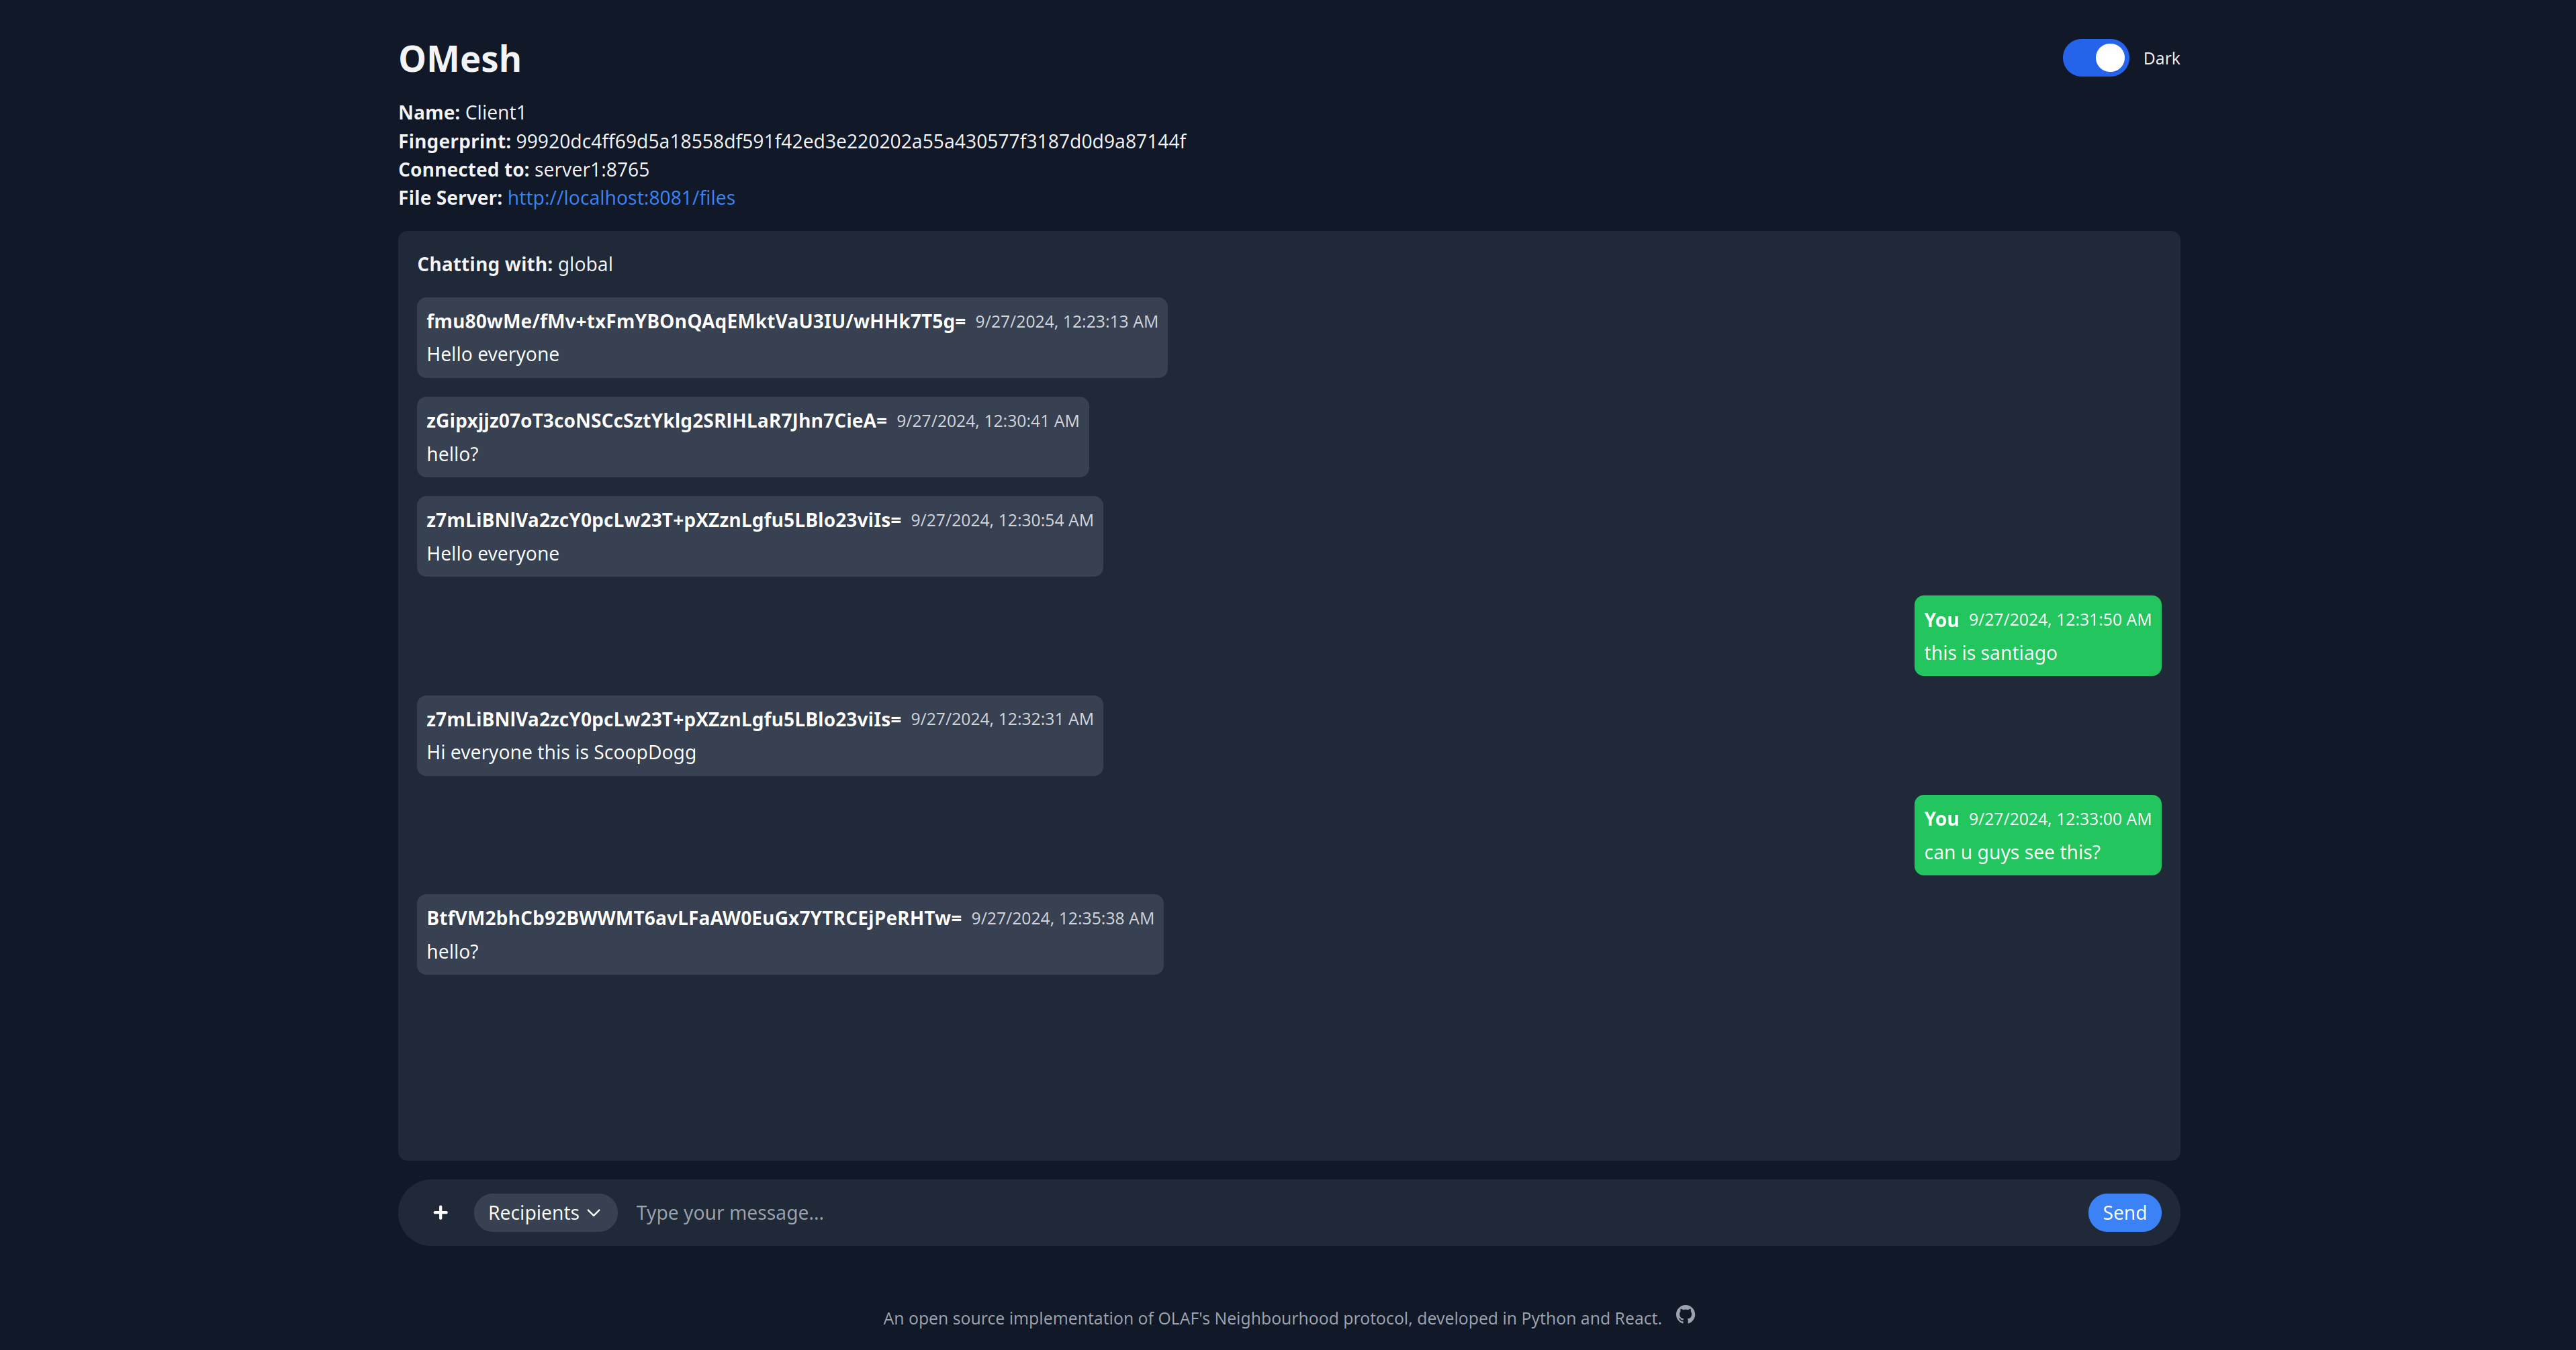 OMesh
Dark
Name: Client1
Fingerprint: 99920dc4ff69d5a18558df591f42ed3e220202a55a430577f3187d0d9a87144f
Connected to: server1:8765
File Server: http://localhost:8081/files
Chatting with: global
fmu80wMe/fMv+txFmYBOnQAqEMktVaU3IU/wHHk7T5g= 9/27/2024, 12:23:13 AM
Hello everyone
zGipxjjz07oT3coNSCcSztYklg2SRlHLaR7Jhn7CieA= 9/27/2024, 12:30:41 AM
hello?
z7mLiBNlVa2zcY0pcLw23T+pXZznLgfu5LBlo23viIs= 9/27/2024, 12:30:54 AM
Hello everyone
You 9/27/2024, 12:31:50 AM
this is santiago
z7mLiBNlVa2zcY0pcLw23T+pXZznLgfu5LBlo23viIs= 9/27/2024, 12:32:31 AM
Hi everyone this is ScoopDogg
You 9/27/2024, 12:33:00 AM
can u guys see this?
BtfVM2bhCb92BWWMT6avLFaAW0EuGx7YTRCEjPeRHTw= 9/27/2024, 12:35:38 AM
hello?
Recipients
Type your message...
Send
An open source implementation of OLAF's Neighbourhood protocol, developed in Python and React.